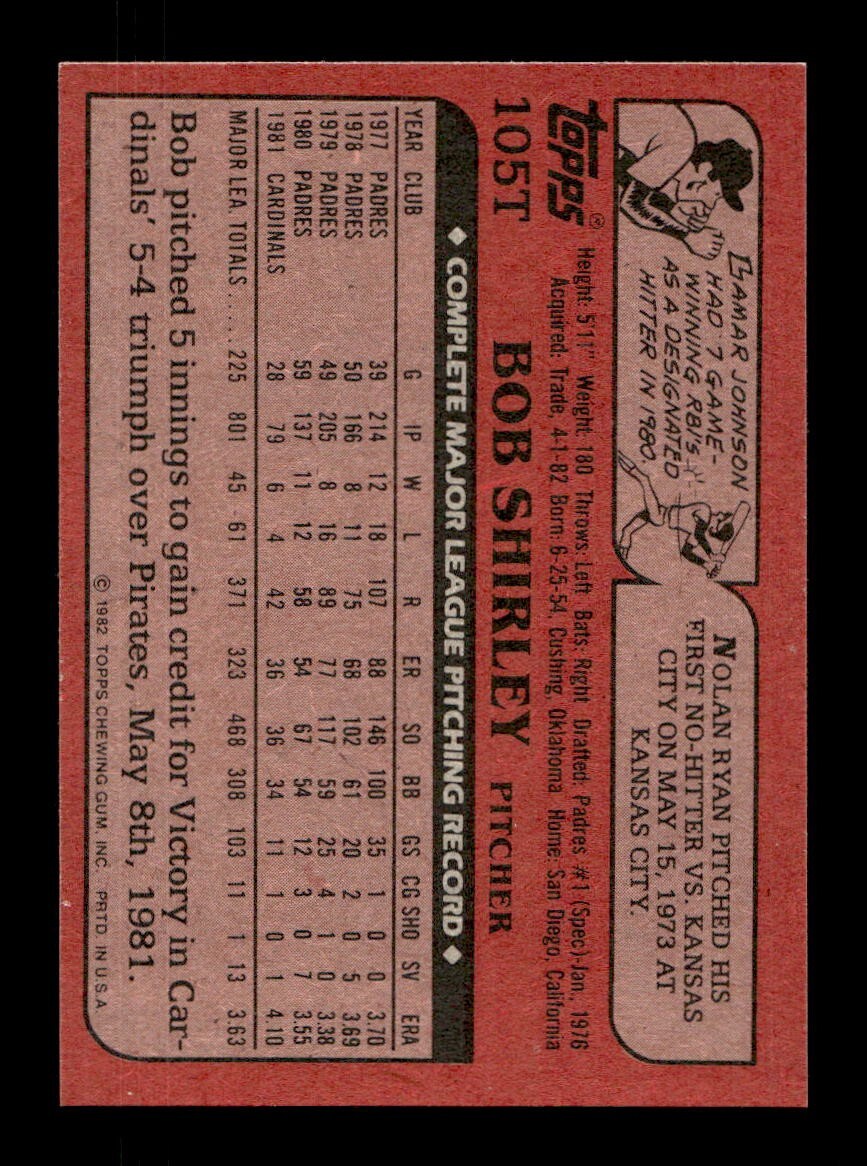 LAMAR JOHNSON
HAD 7 GAME-
WINNING RBI's
AS A DESIGNATED
HITTER IN 1980.
NOLAN RYAN PITCHED HIS
FIRST NO-HITTER VS. KANSAS
CITY ON MAY 15, 1973 AT
KANSAS CITY.
Topps®
Height: 5'11" Weight: 180 Throws: Left Bats: Right Drafted: Padres #1 (Spec)-Jan., 1976
Acquired: Trade, 4-1-82 Born: 6-25-54, Cushing, Oklahoma Home: San Diego, California
105T BOB SHIRLEY PITCHER
◆ COMPLETE MAJOR LEAGUE PITCHING RECORD ◆
YEAR CLUB G IP W L R ER SO BB GS CG SHO SV ERA
1977 PADRES 39 214 12 18 107 88 146 100 35 1 0 0 3.70
1978 PADRES 50 166 8 11 75 68 102 61 20 2 0 5 3.69
1979 PADRES 49 205 8 16 89 77 117 59 25 4 1 0 3.38
1980 PADRES 59 137 11 12 58 54 67 54 12 3 0 7 3.55
1981 CARDINALS 28 79 6 4 42 36 36 34 11 1 0 1 4.10
MAJOR LEA. TOTALS ..... 225 801 45 61 371 323 468 308 103 11 1 13 3.63
Bob pitched 5 innings to gain credit for Victory in Car-
dinals' 5-4 triumph over Pirates, May 8th, 1981.
© 1982 TOPPS CHEWING GUM, INC. PRTD. IN U.S.A.